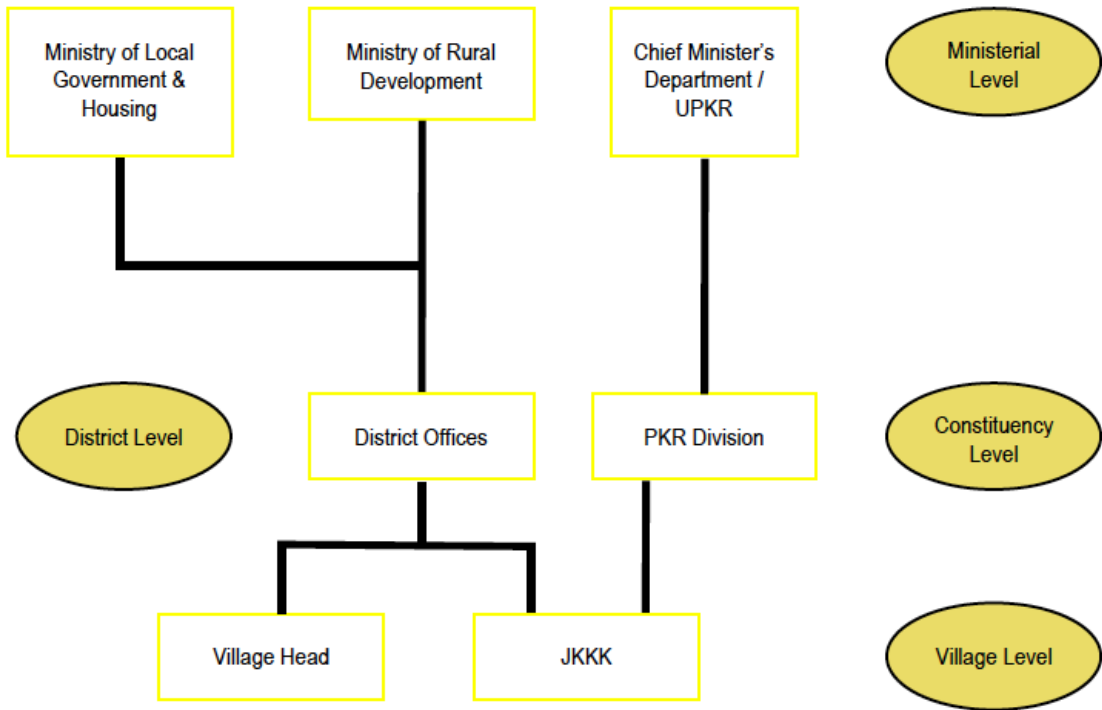 Ministry of Local
Government &
Housing
Ministry of Rural
Development
Chief Minister's
Department /
UPKR
Ministerial
Level
District Level
District Offices
PKR Division
Constituency
Level
Village Head
JKKK
Village Level